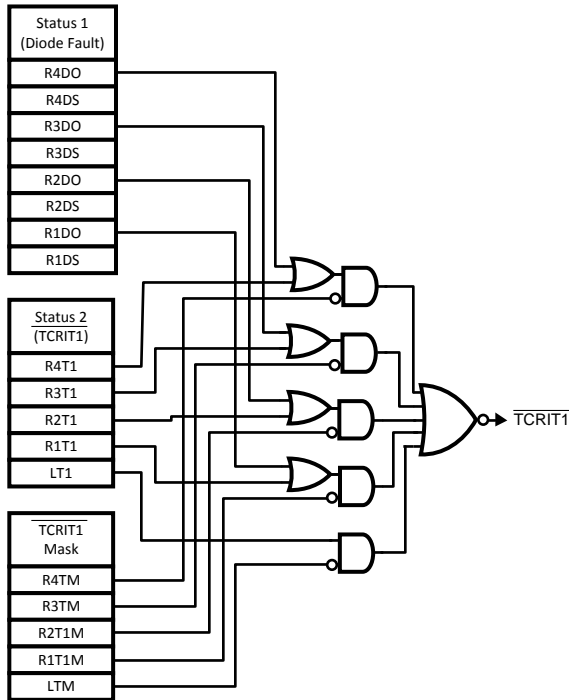 Status 1
(Diode Fault)
R4DO
R4DS
R3DO
R3DS
R2DO
R2DS
R1DO
R1DS
Status 2
(TCRIT1)
R4T1
R3T1
R2T1
R1T1
LT1
TCRIT1
Mask
R4TM
R3TM
R2T1M
R1T1M
LTM
TCRIT1